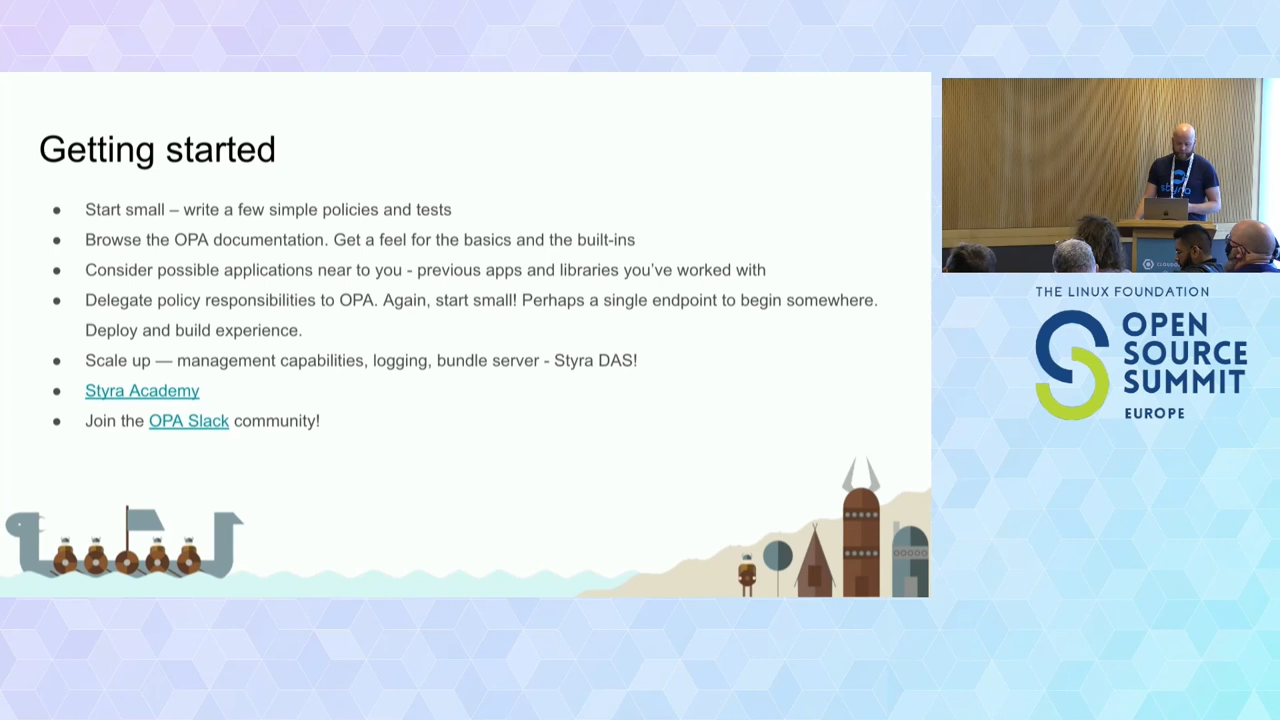 Getting started
● Start small – write a few simple policies and tests
● Browse the OPA documentation. Get a feel for the basics and the built-ins
● Consider possible applications near to you - previous apps and libraries you’ve worked with
● Delegate policy responsibilities to OPA. Again, start small! Perhaps a single endpoint to begin somewhere.
Deploy and build experience.
● Scale up — management capabilities, logging, bundle server - Styra DAS!
● Styra Academy
● Join the OPA Slack community!
styra
THE LINUX FOUNDATION
OPEN
SOURCE
SUMMIT
EUROPE